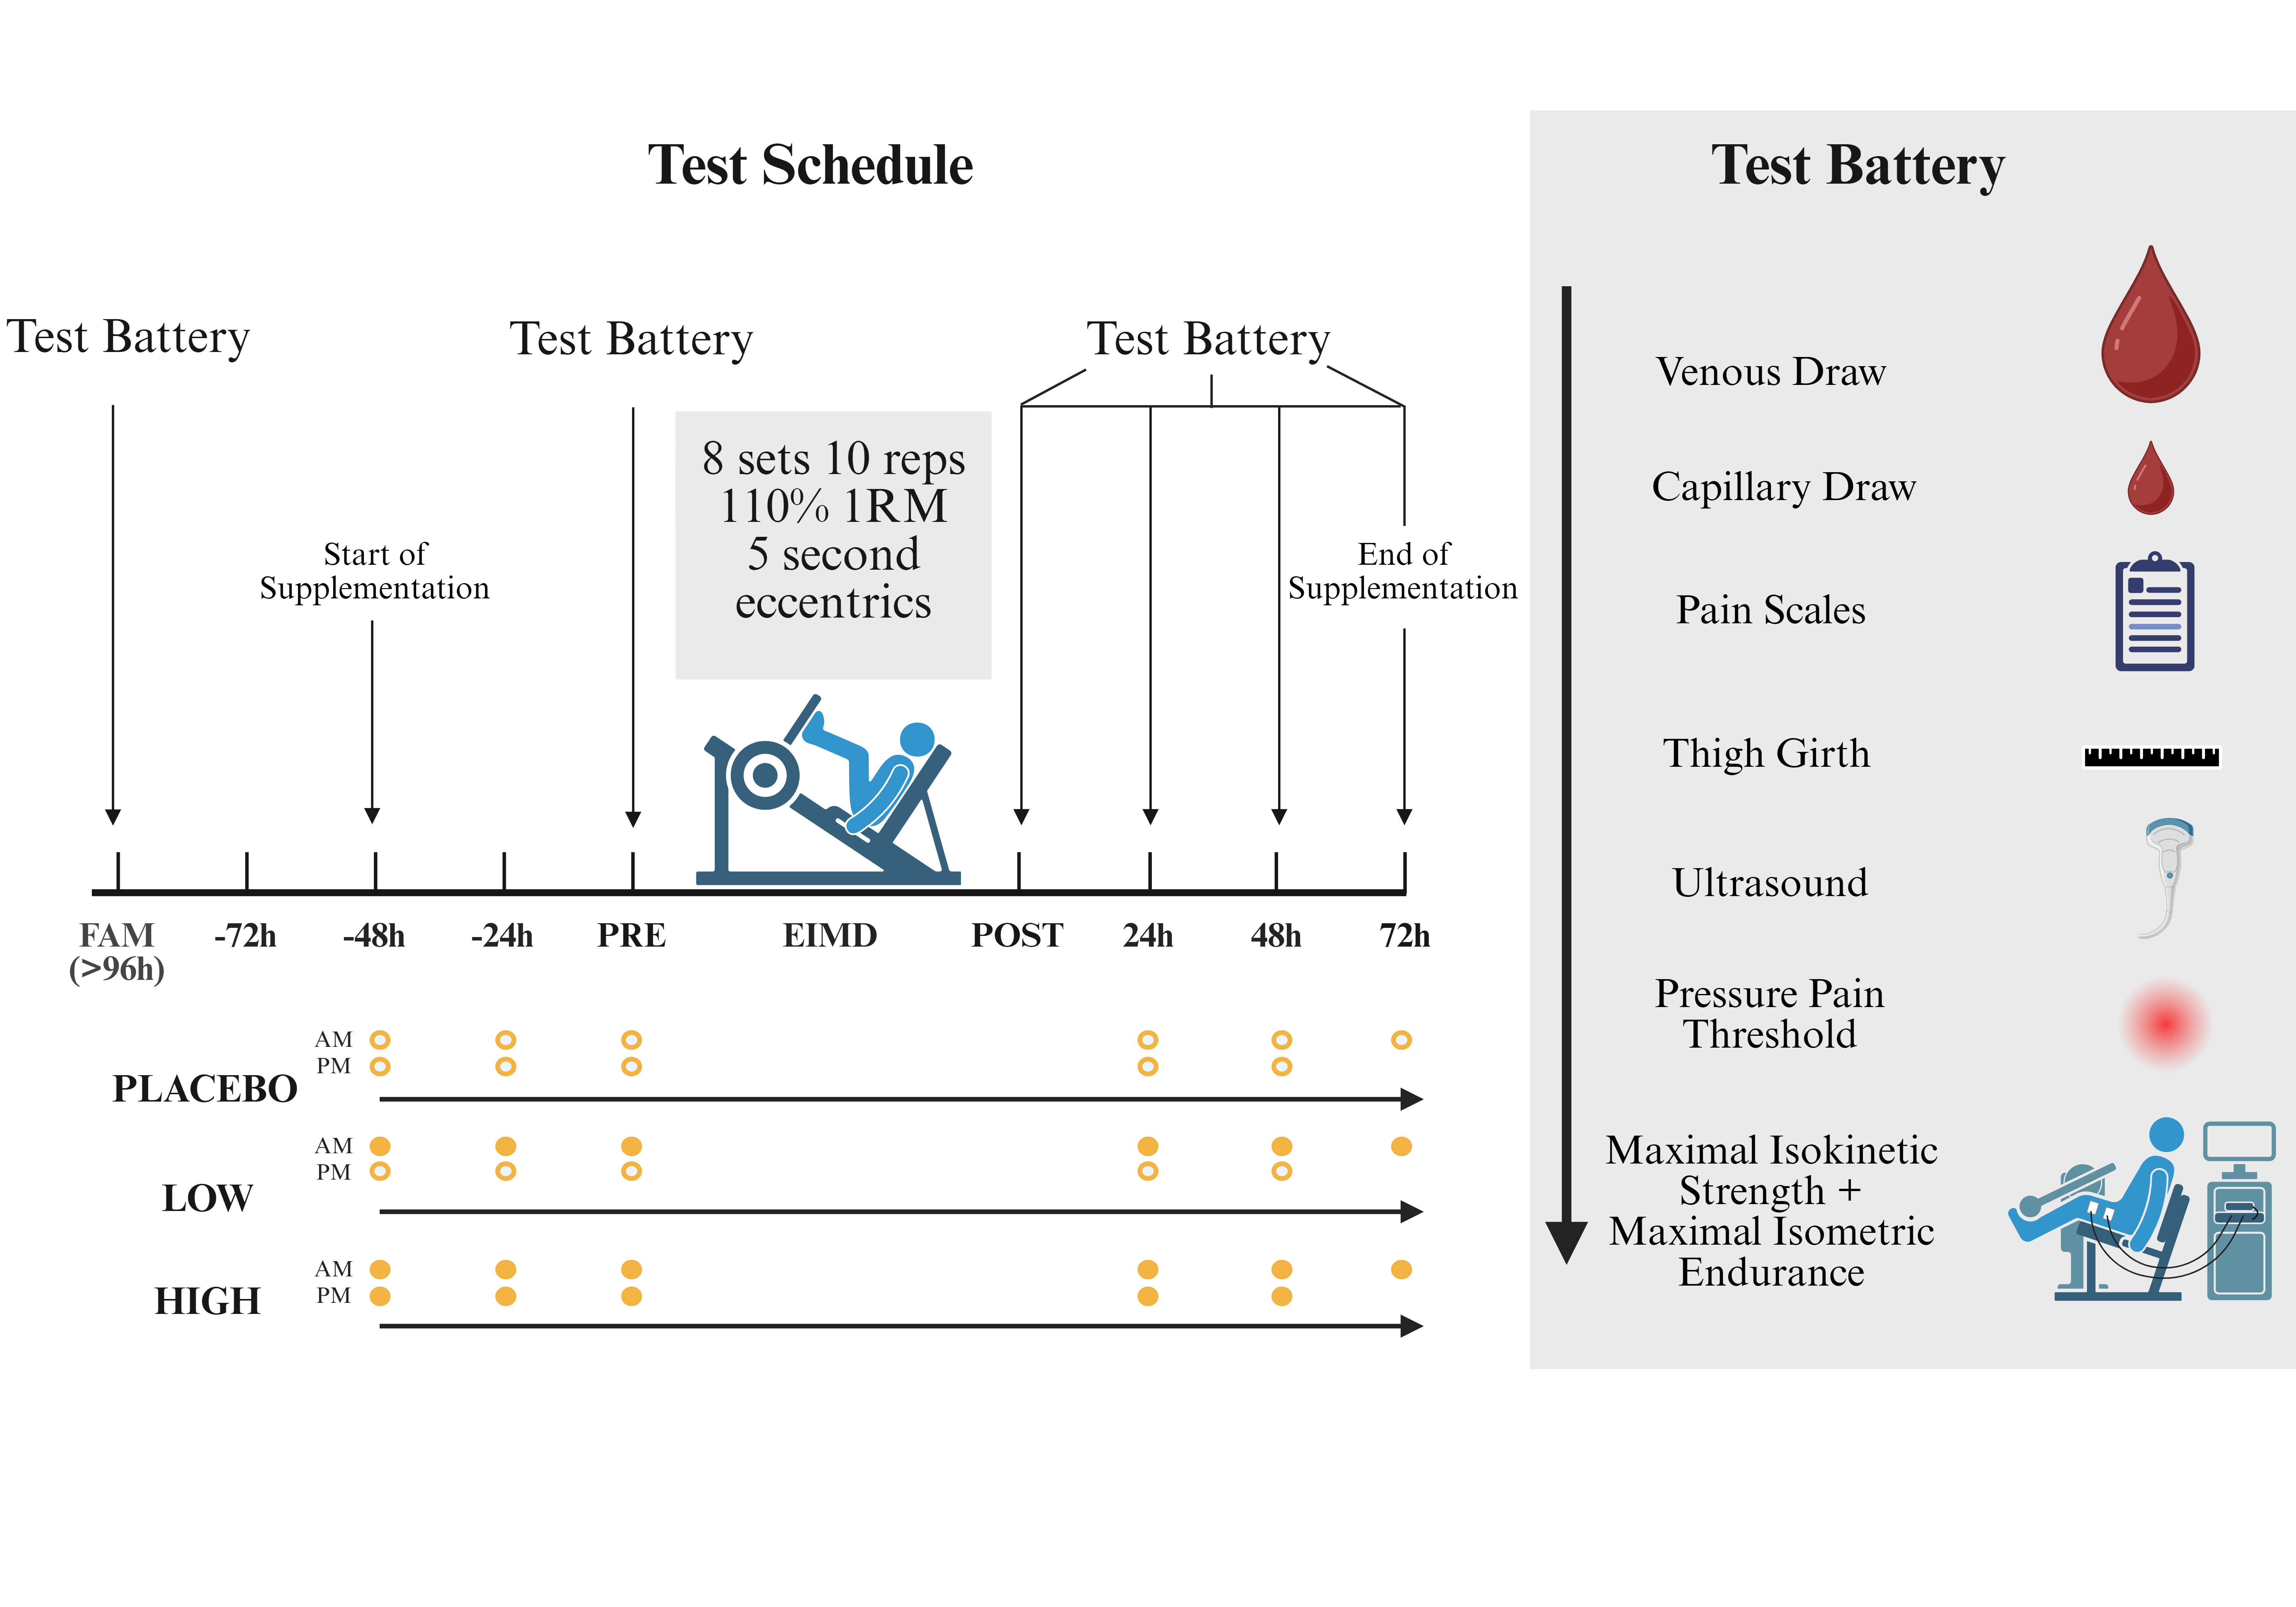 Test Schedule
Test Battery
Test Battery
Test Battery
8 sets 10 reps
110% 1RM
5 second
eccentrics
Start of
Supplementation
End of
Supplementation
FAM
(>96h)
-72h
-48h
-24h
PRE
EIMD
POST
24h
48h
72h
AM
PM
PLACEBO
AM
PM
LOW
AM
PM
HIGH
Test Battery
Venous Draw
Capillary Draw
Pain Scales
Thigh Girth
Ultrasound
Pressure Pain
Threshold
Maximal Isokinetic
Strength +
Maximal Isometric
Endurance